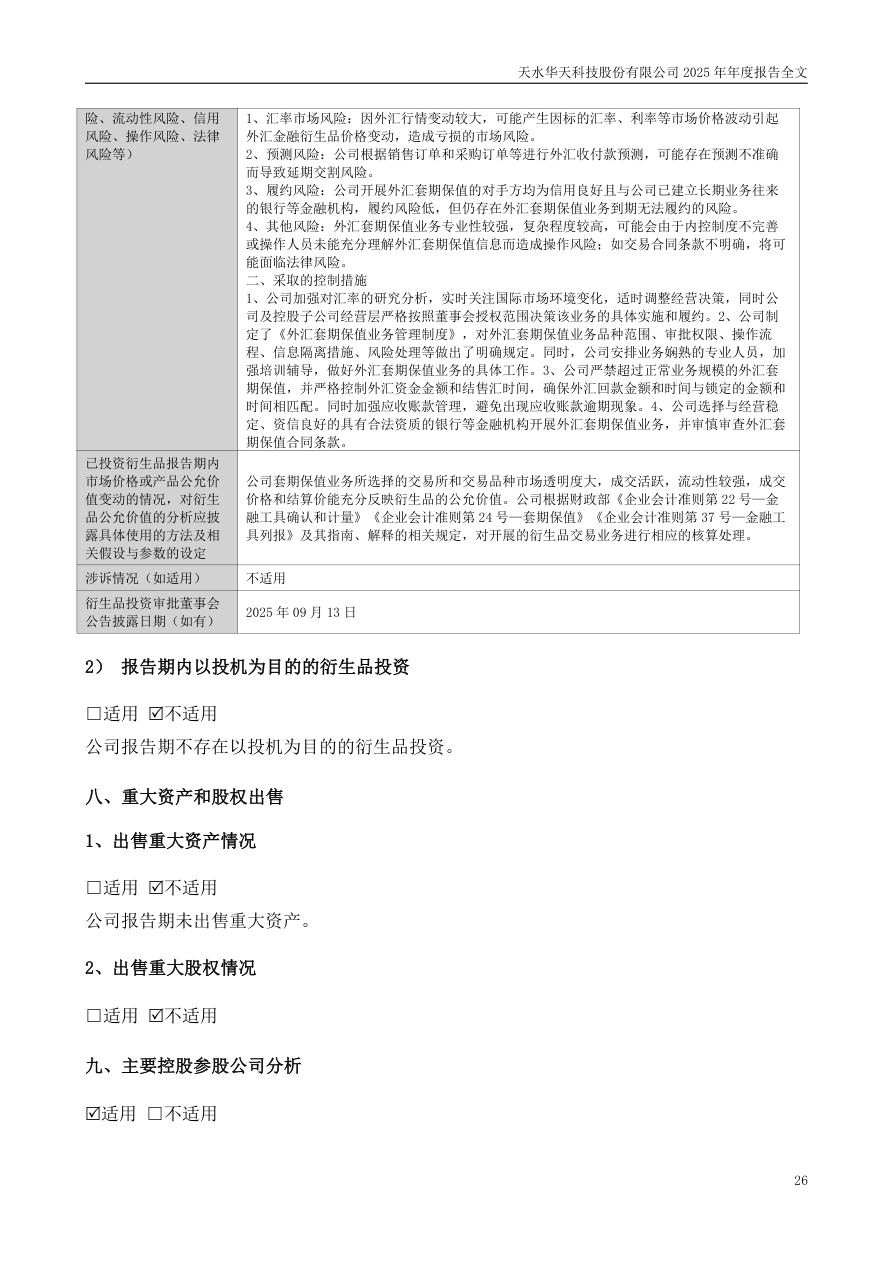 天水华天科技股份有限公司 2025 年年度报告全文
险、流动性风险、信用
风险、操作风险、法律
风险等）
1、汇率市场风险：因外汇行情变动较大，可能产生因标的汇率、利率等市场价格波动引起
外汇金融衍生品价格变动，造成亏损的市场风险。
2、预测风险：公司根据销售订单和采购订单等进行外汇收付款预测，可能存在预测不准确
而导致延期交割风险。
3、履约风险：公司开展外汇套期保值的对手方均为信用良好且与公司已建立长期业务往来
的银行等金融机构，履约风险低，但仍存在外汇套期保值业务到期无法履约的风险。
4、其他风险：外汇套期保值业务专业性较强，复杂程度较高，可能会由于内控制度不完善
或操作人员未能充分理解外汇套期保值信息而造成操作风险；如交易合同条款不明确，将可
能面临法律风险。
二、采取的控制措施
1、公司加强对汇率的研究分析，实时关注国际市场环境变化，适时调整经营决策，同时公
司及控股子公司经营层严格按照董事会授权范围决策该业务的具体实施和履约。2、公司制
定了《外汇套期保值业务管理制度》，对外汇套期保值业务品种范围、审批权限、操作流
程、信息隔离措施、风险处理等做出了明确规定。同时，公司安排业务娴熟的专业人员，加
强培训辅导，做好外汇套期保值业务的具体工作。3、公司严禁超过正常业务规模的外汇套
期保值，并严格控制外汇资金金额和结售汇时间，确保外汇回款金额和时间与锁定的金额和
时间相匹配。同时加强应收账款管理，避免出现应收账款逾期现象。4、公司选择与经营稳
定、资信良好的具有合法资质的银行等金融机构开展外汇套期保值业务，并审慎审查外汇套
期保值合同条款。
已投资衍生品报告期内
市场价格或产品公允价
值变动的情况，对衍生
品公允价值的分析应披
露具体使用的方法及相
关假设与参数的设定
公司套期保值业务所选择的交易所和交易品种市场透明度大，成交活跃，流动性较强，成交
价格和结算价能充分反映衍生品的公允价值。公司根据财政部《企业会计准则第 22 号—金
融工具确认和计量》《企业会计准则第 24 号—套期保值》《企业会计准则第 37 号—金融工
具列报》及其指南、解释的相关规定，对开展的衍生品交易业务进行相应的核算处理。
涉诉情况（如适用）
不适用
衍生品投资审批董事会
公告披露日期（如有）
2025 年 09 月 13 日
2） 报告期内以投机为目的的衍生品投资
□适用 ☑不适用
公司报告期不存在以投机为目的的衍生品投资。
八、重大资产和股权出售
1、出售重大资产情况
□适用 ☑不适用
公司报告期未出售重大资产。
2、出售重大股权情况
□适用 ☑不适用
九、主要控股参股公司分析
☑适用 □不适用
26